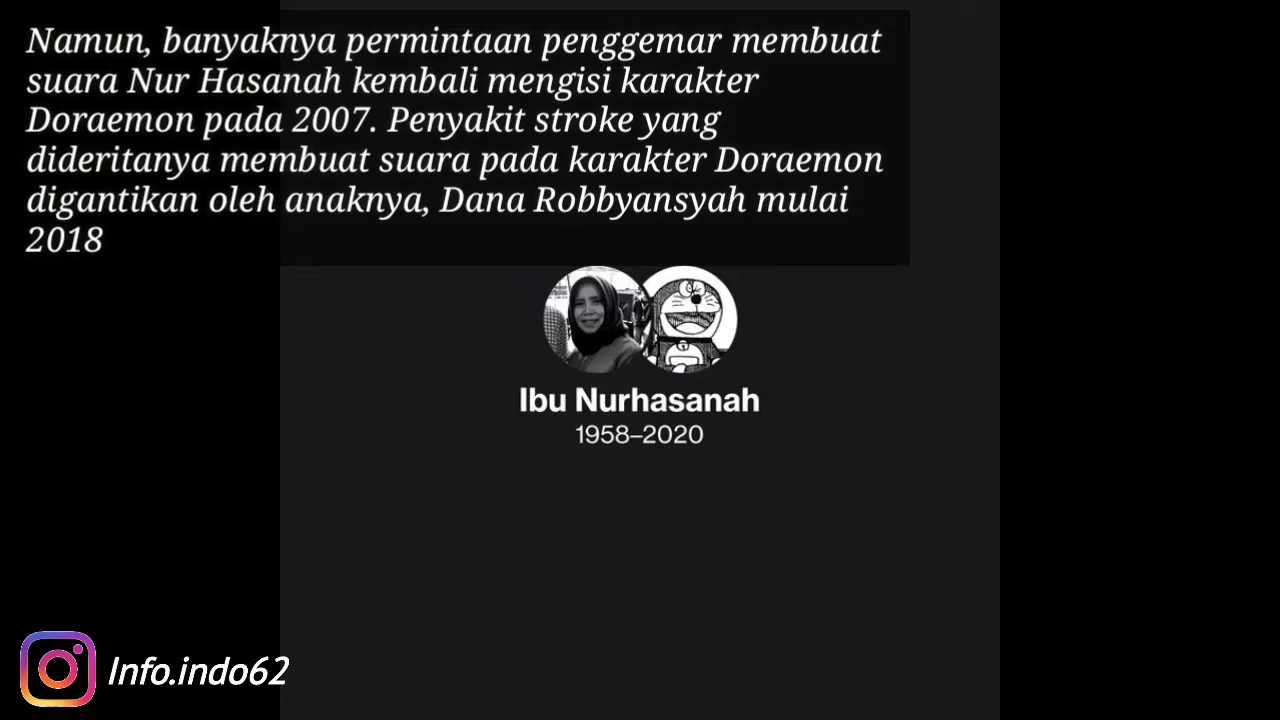 Namun, banyaknya permintaan penggemar membuat
suara Nur Hasanah kembali mengisi karakter
Doraemon pada 2007. Penyakit stroke yang
dideritanya membuat suara pada karakter Doraemon
digantikan oleh anaknya, Dana Robbyansyah mulai
2018
Ibu Nurhasanah
1958–2020
Info.indo62